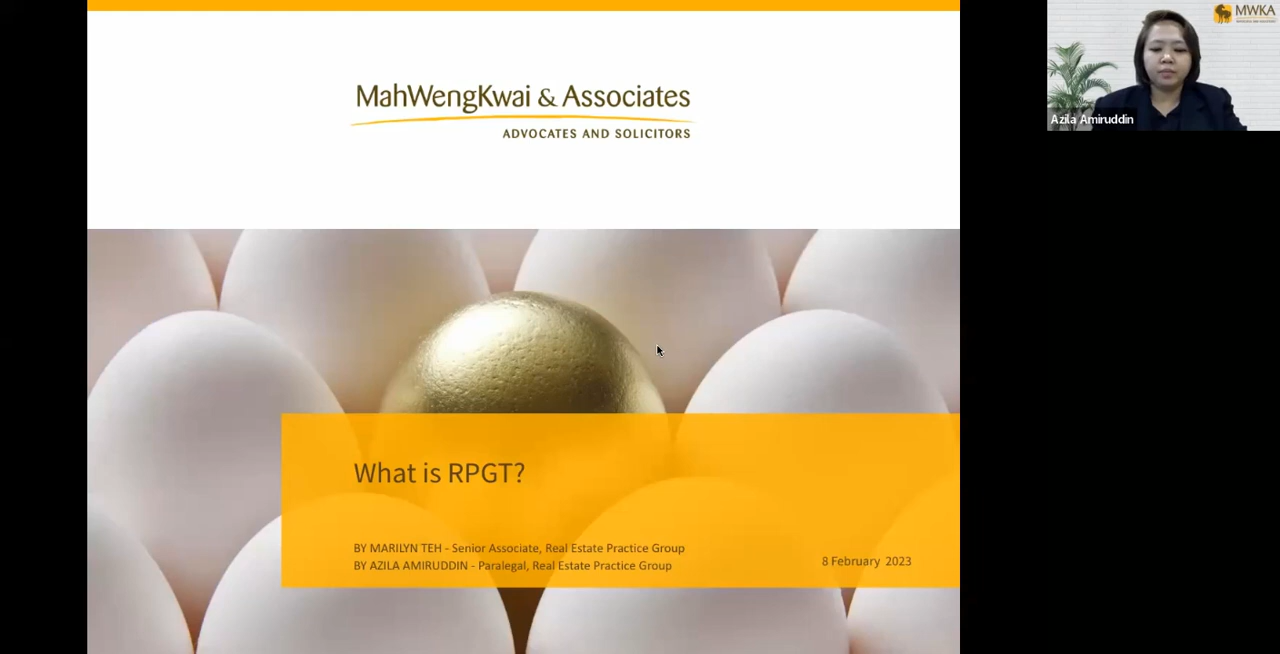 MahWengKwai & Associates
ADVOCATES AND SOLICITORS
MWKA
Azila Amiruddin
What is RPGT?
BY MARILYN TEH - Senior Associate, Real Estate Practice Group
BY AZILA AMIRUDDIN - Paralegal, Real Estate Practice Group
8 February 2023